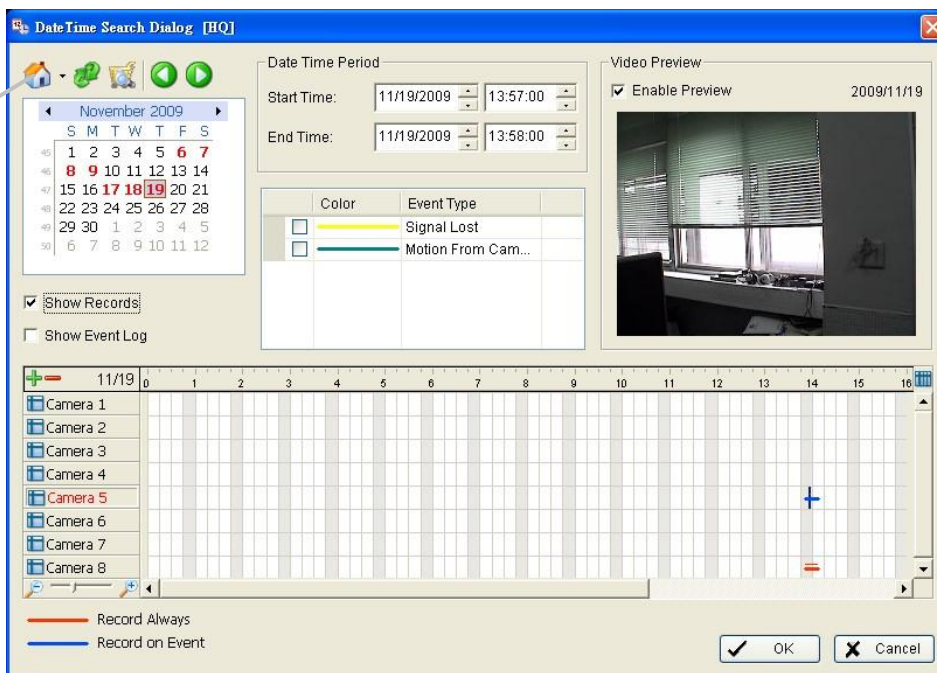 DateTime Search Dialog [HQ]
November 2009
S M T W T F S
45 1 2 3 4 5 6 7
46 8 9 10 11 12 13 14
47 15 16 17 18 19 20 21
48 22 23 24 25 26 27 28
49 29 30 1 2 3 4 5
50 6 7 8 9 10 11 12
Show Records
Show Event Log
Date Time Period
Start Time: 11/19/2009 13:57:00
End Time: 11/19/2009 13:58:00
Color Event Type
Signal Lost
Motion From Cam...
Video Preview
Enable Preview 2009/11/19
11/19 0 1 2 3 4 5 6 7 8 9 10 11 12 13 14 15 16
Camera 1
Camera 2
Camera 3
Camera 4
Camera 5
Camera 6
Camera 7
Camera 8
Record Always
Record on Event
OK Cancel